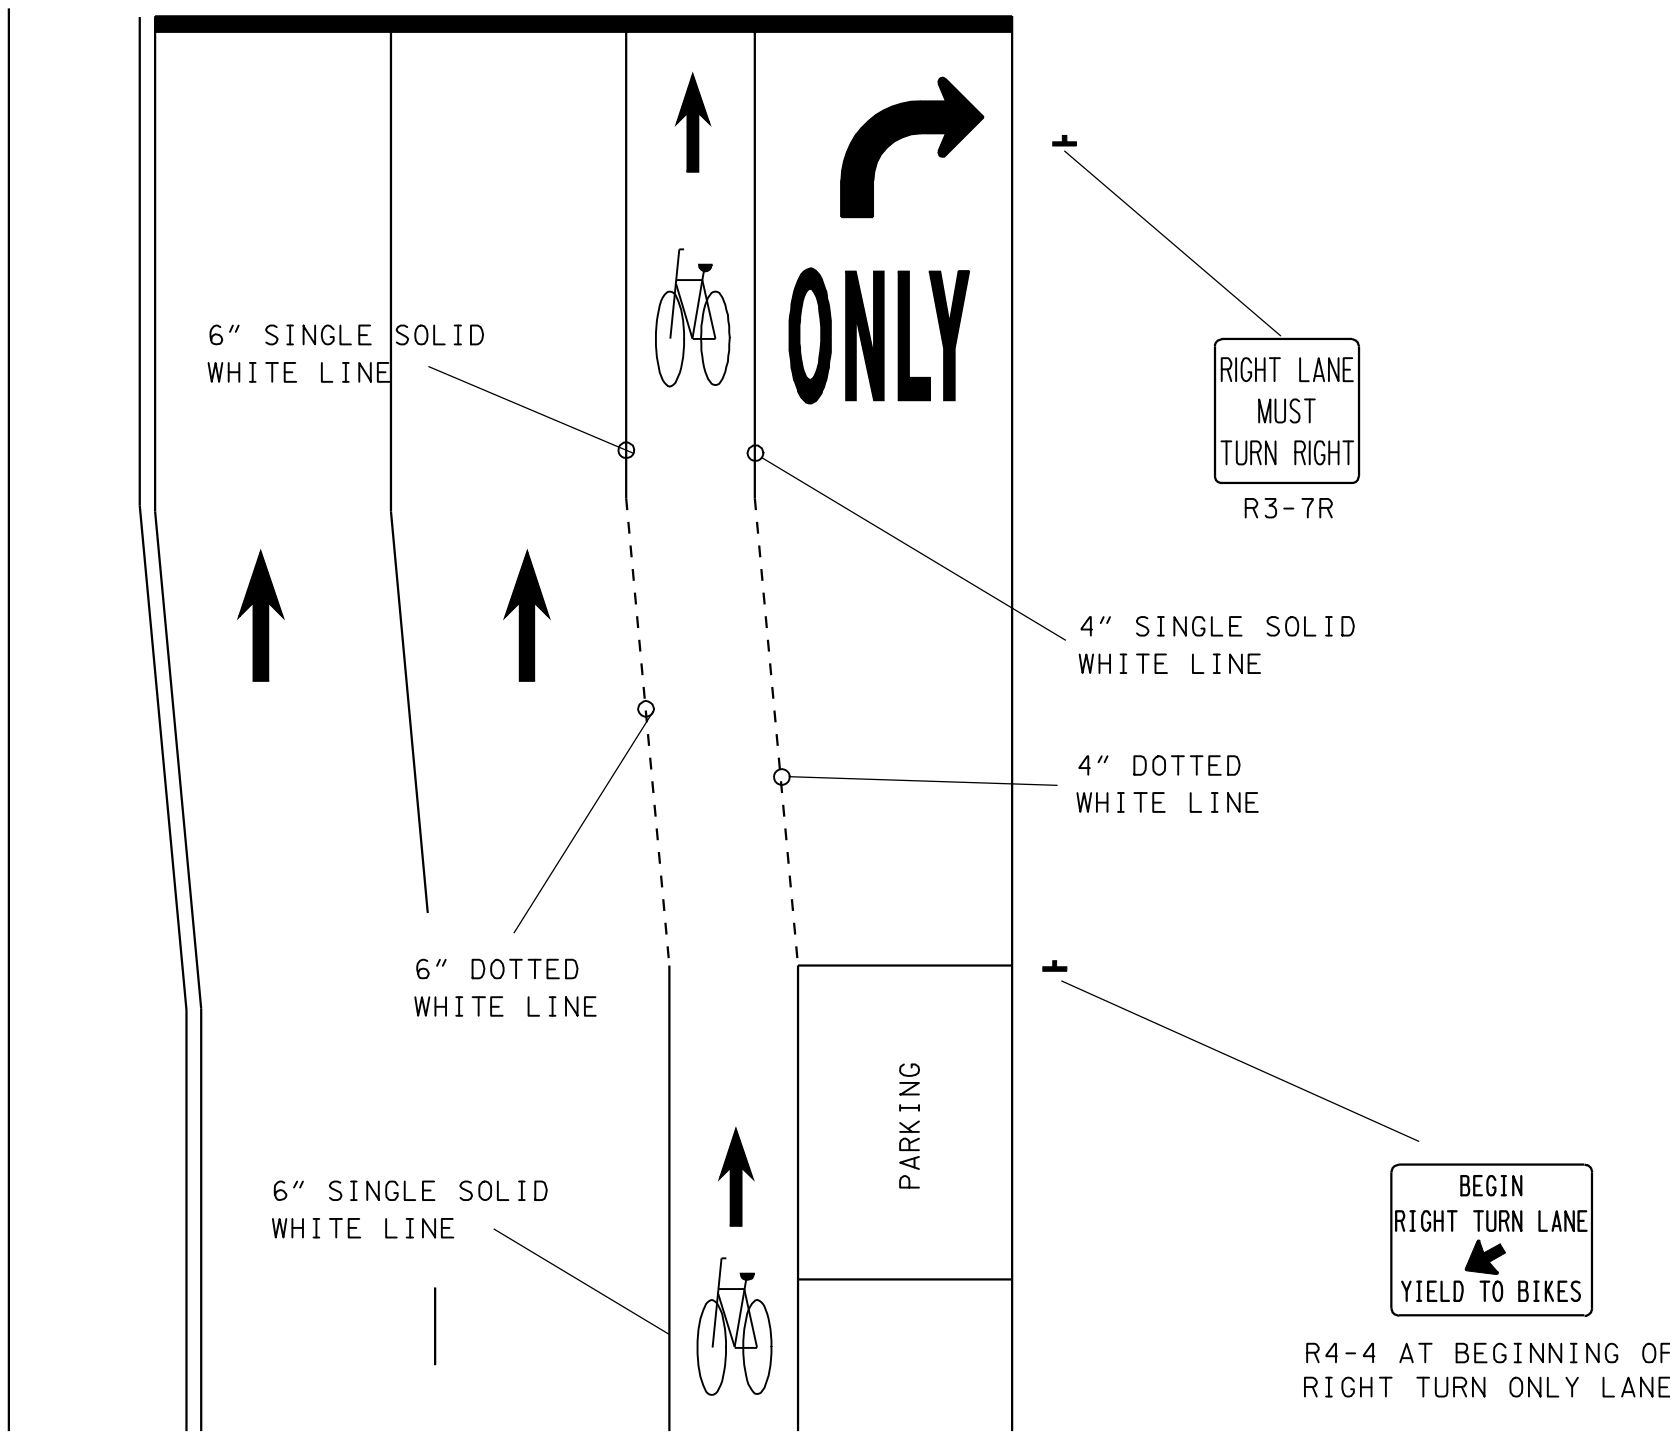 ONLY
6" SINGLE SOLID
WHITE LINE
RIGHT LANE
MUST
TURN RIGHT
R3-7R
4" SINGLE SOLID
WHITE LINE
4" DOTTED
WHITE LINE
6" DOTTED
WHITE LINE
PARKING
6" SINGLE SOLID
WHITE LINE
BEGIN
RIGHT TURN LANE
YIELD TO BIKES
R4-4 AT BEGINNING OF
RIGHT TURN ONLY LANE